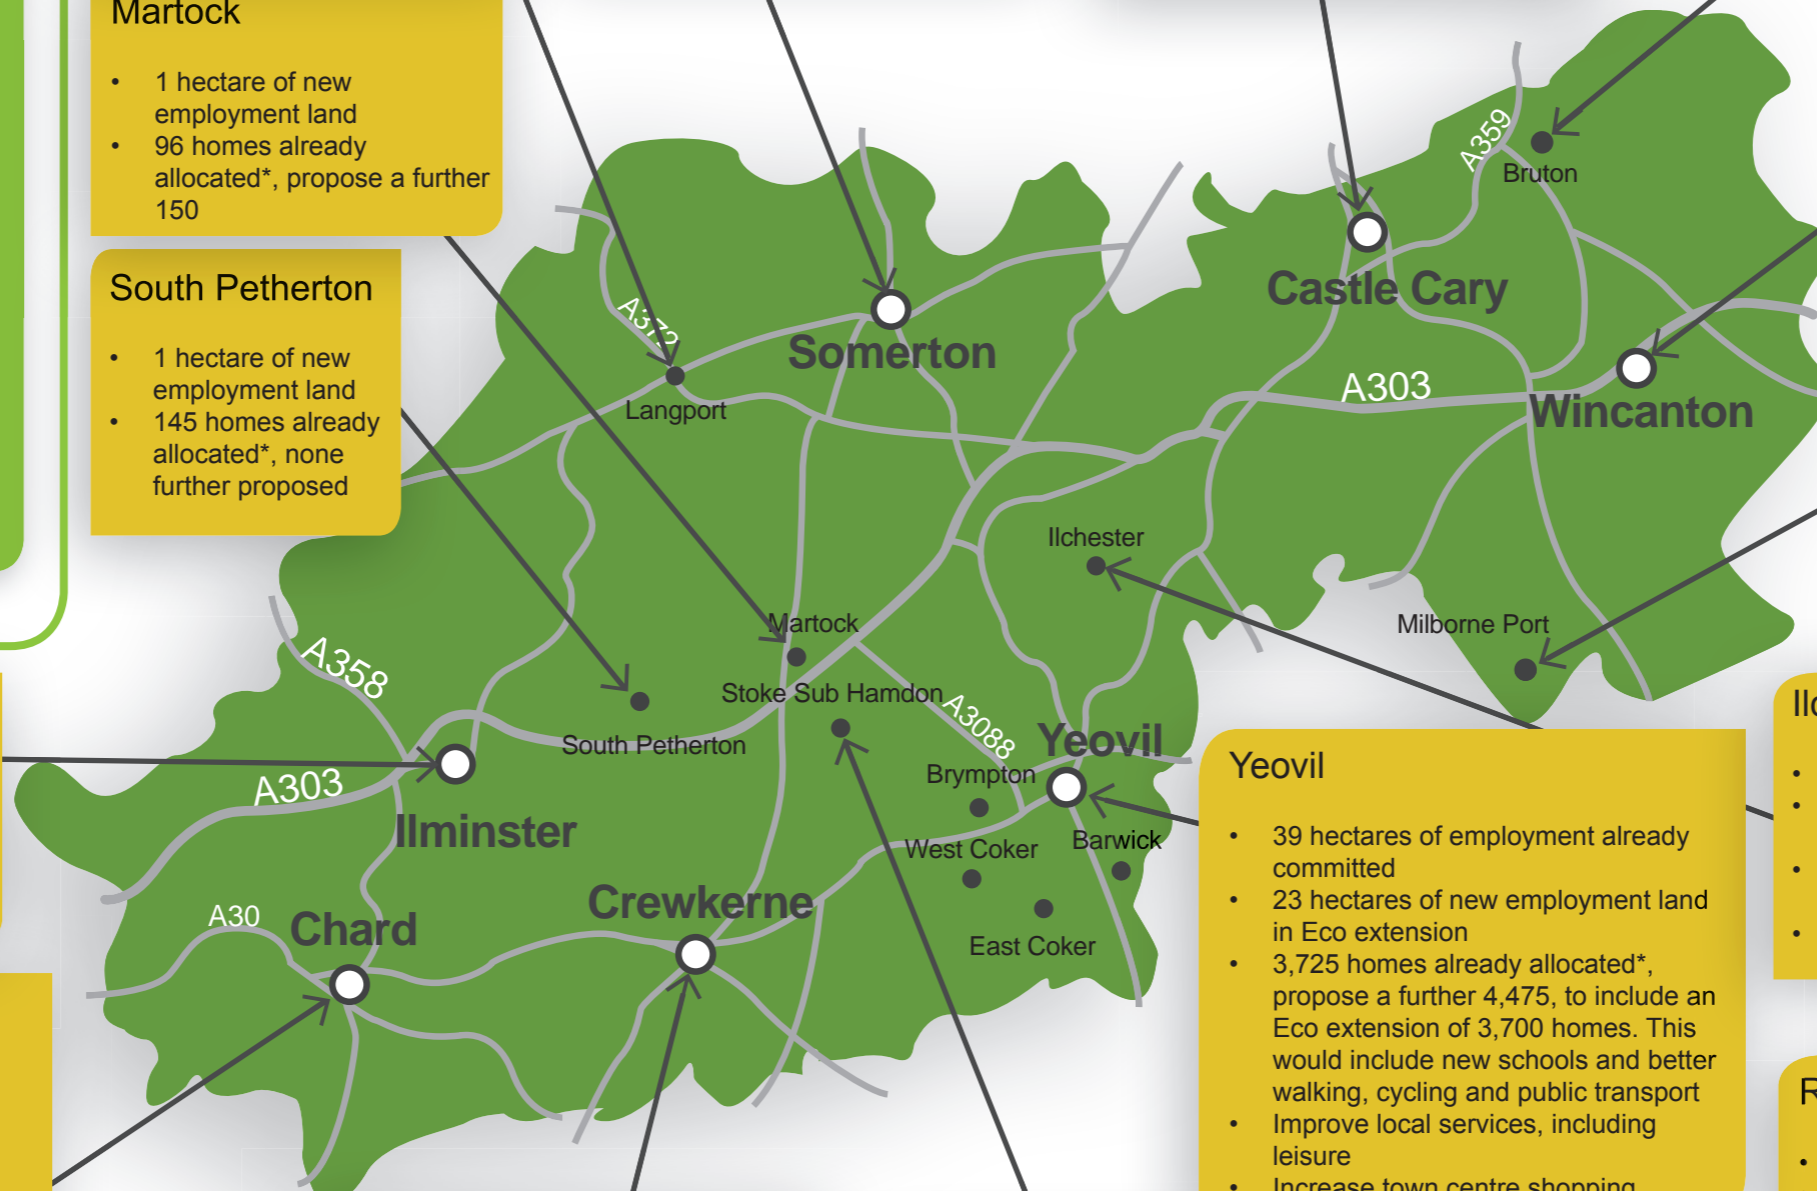 Martock
• 1 hectare of new
employment land
• 96 homes already
allocated*, propose a further
150
South Petherton
• 1 hectare of new
employment land
• 145 homes already
allocated*, none
further proposed
A359
Bruton
Castle Cary
A372
Somerton
Langport
A303
Wincanton
Ilchester
Martock
Milborne Port
A358
Stoke Sub Hamdon
A3088
South Petherton
Yeovil
Brympton
A303
Ilminster
West Coker
Barwick
Crewkerne
A30
Chard
East Coker
Yeovil
• 39 hectares of employment already
committed
• 23 hectares of new employment land
in Eco extension
• 3,725 homes already allocated*,
propose a further 4,475, to include an
Eco extension of 3,700 homes. This
would include new schools and better
walking, cycling and public transport
• Improve local services, including
leisure
• Increase town centre shopping